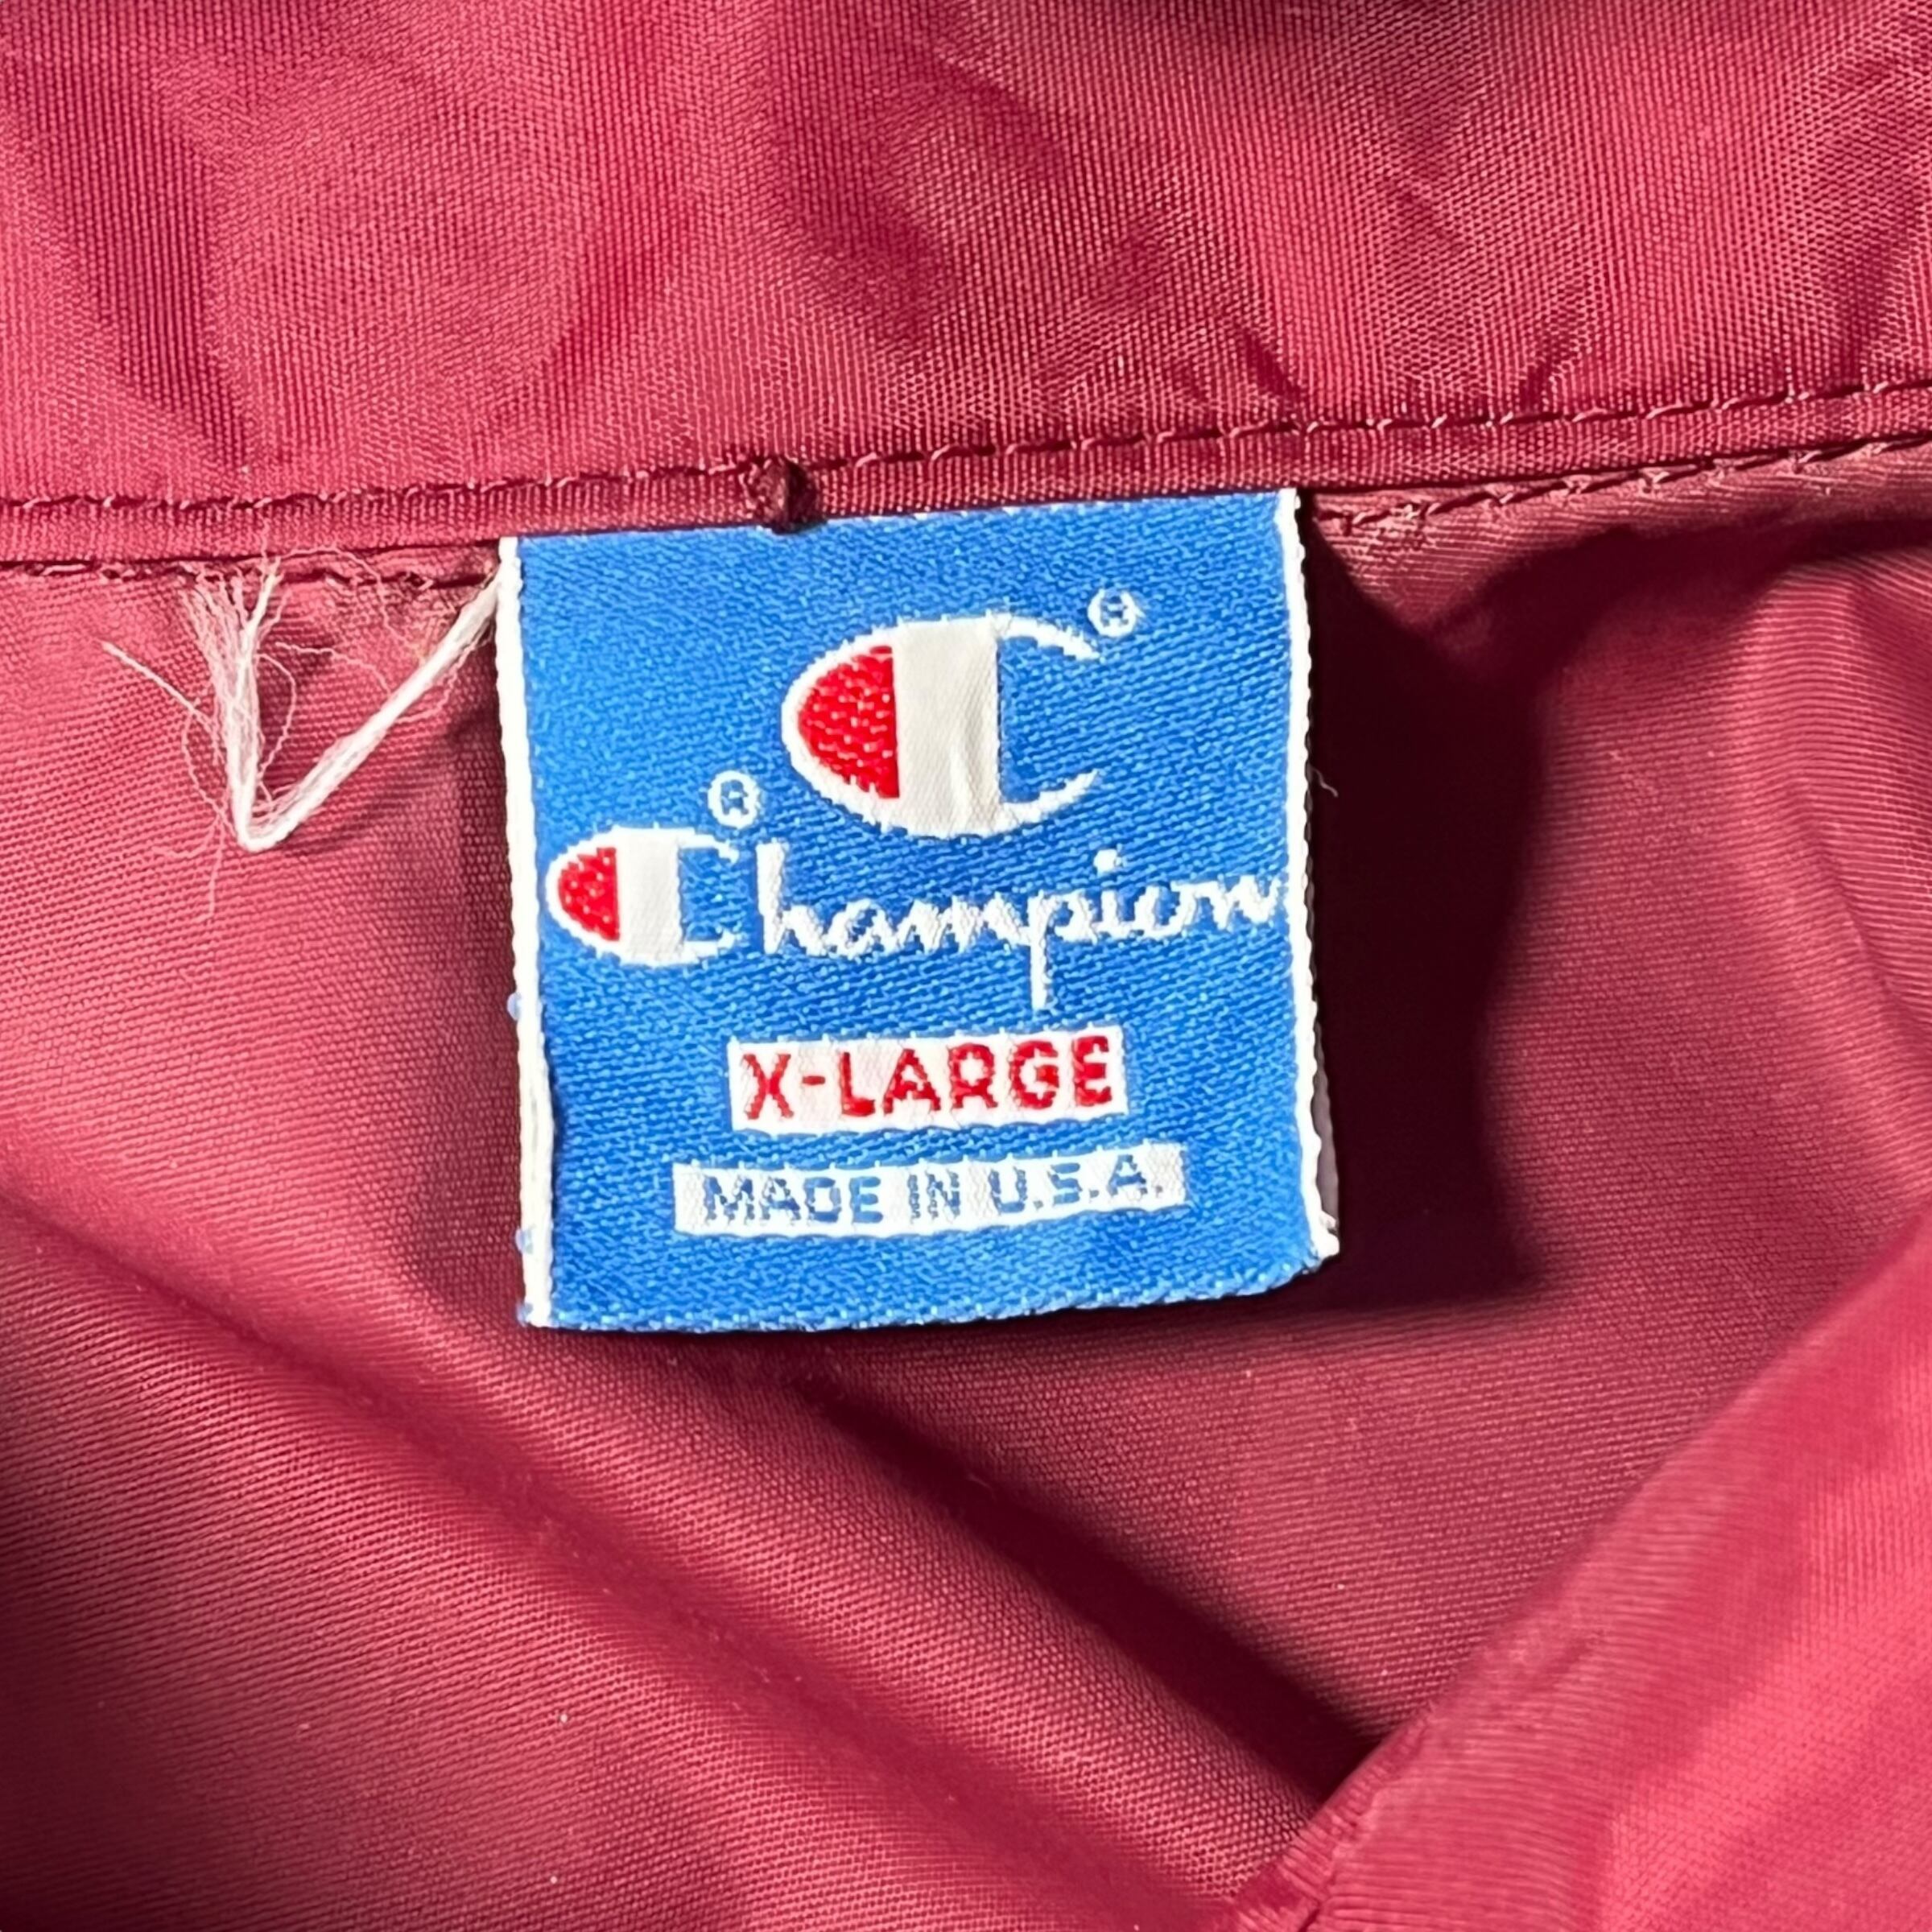 C®
Champion®
X-LARGE
MADE IN U.S.A.